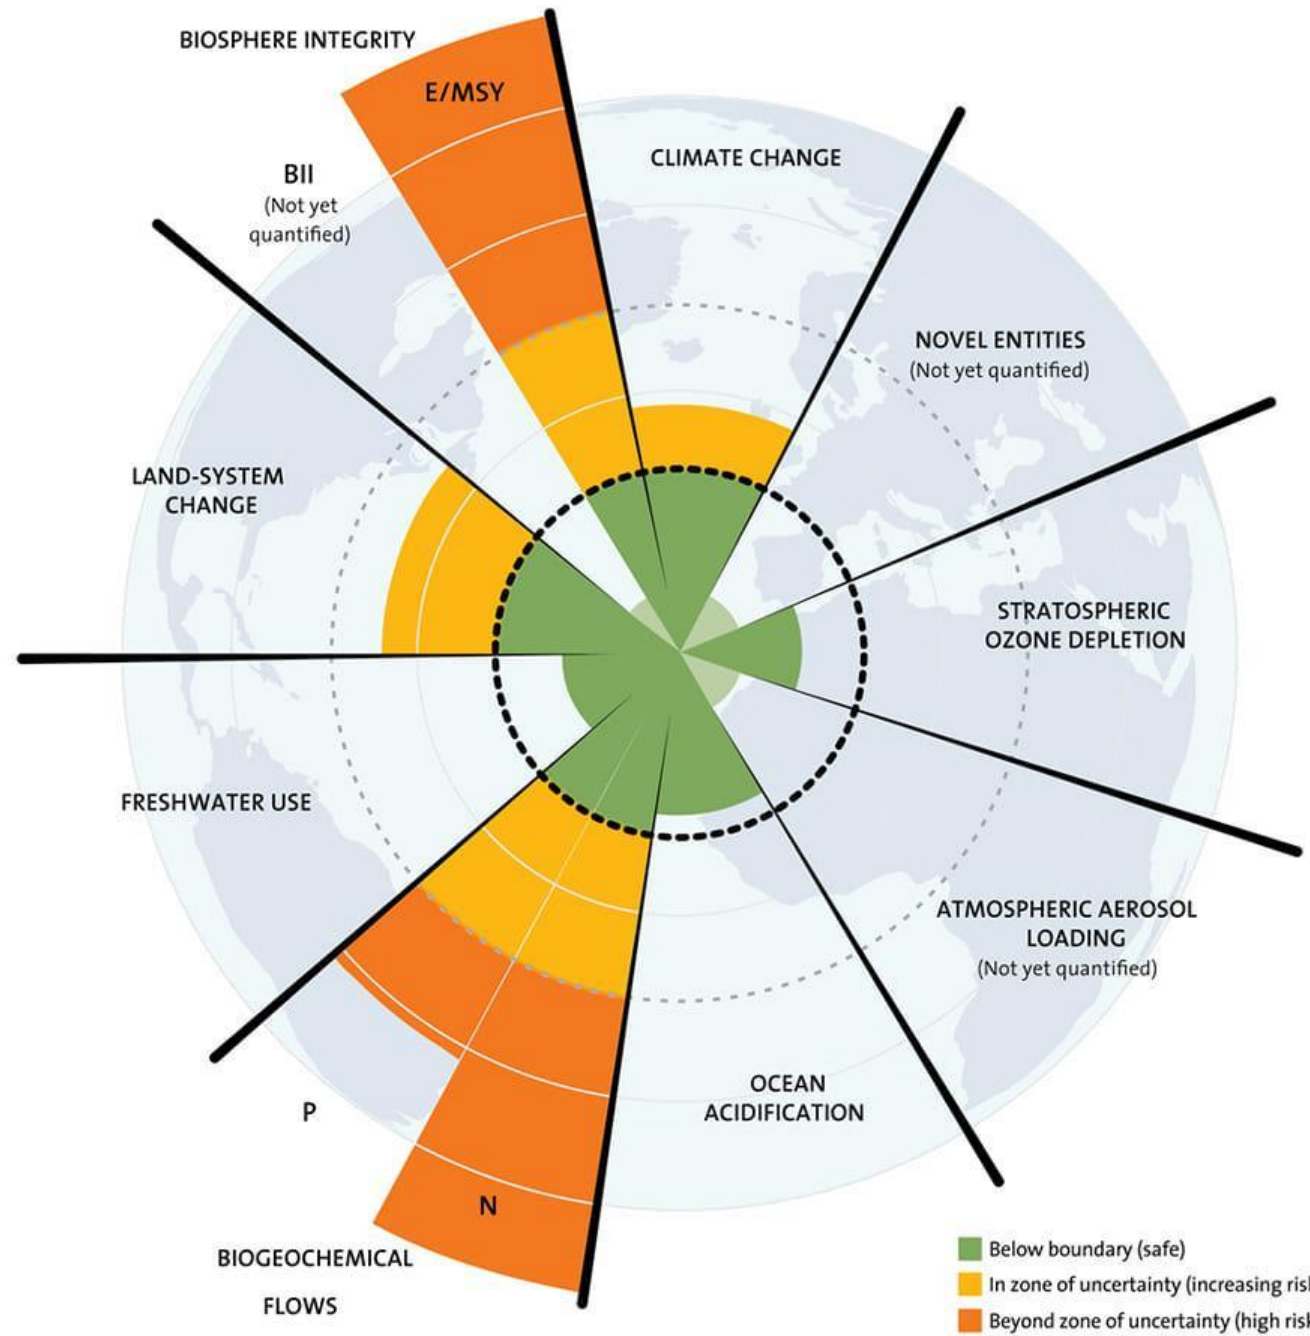 BIOSPHERE INTEGRITY
E/MSY
BII
(Not yet
quantified)
CLIMATE CHANGE
NOVEL ENTITIES
(Not yet quantified)
LAND-SYSTEM
CHANGE
STRATOSPHERIC
OZONE DEPLETION
FRESHWATER USE
ATMOSPHERIC AEROSOL
LOADING
(Not yet quantified)
OCEAN
ACIDIFICATION
P
N
BIOGEOCHEMICAL
FLOWS
Below boundary (safe)
In zone of uncertainty (increasing risk
Beyond zone of uncertainty (high risk